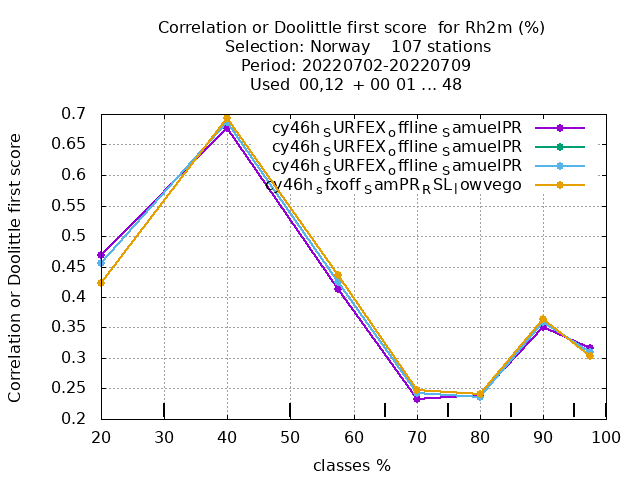 Correlation or Doolittle first score  for Rh2m (%)
Selection: Norway    107 stations
Period: 20220702-20220709
Used  00,12  + 00 01 ... 48
Correlation or Doolittle first score
0.7
0.65
0.6
0.55
0.5
0.45
0.4
0.35
0.3
0.25
0.2
cy46h_SURFEX_offline_SamuelPR
cy46h_SURFEX_offline_SamuelPR
cy46h_SURFEX_offline_SamuelPR
cy46h_sfxoff_SamPR_RSL_lowvego
20 30 40 50 60 70 80 90 100
classes %